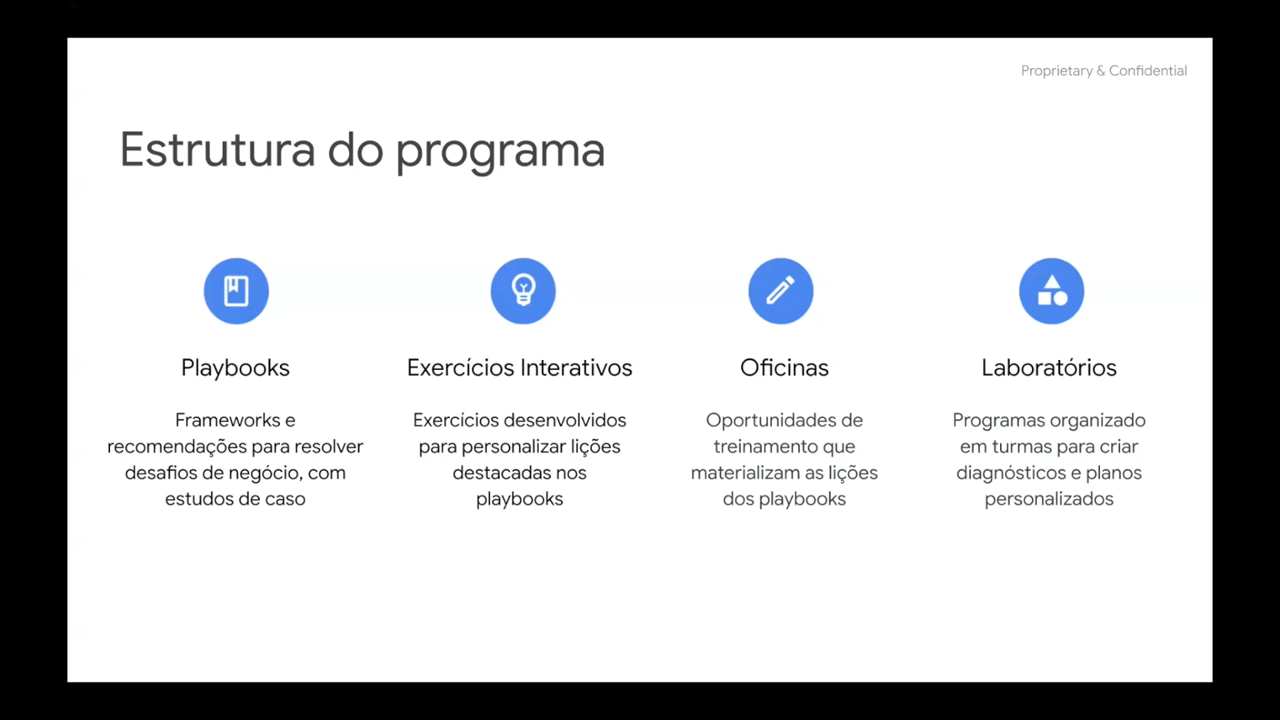 Proprietary & Confidential
Estrutura do programa
Playbooks
Frameworks e
recomendações para resolver
desafios de negócio, com
estudos de caso
Exercícios Interativos
Exercícios desenvolvidos
para personalizar lições
destacadas nos
playbooks
Oficinas
Oportunidades de
treinamento que
materializam as lições
dos playbooks
Laboratórios
Programas organizado
em turmas para criar
diagnósticos e planos
personalizados